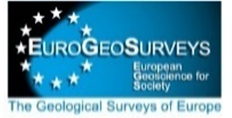 EUROGEOSURVEYS
European
Geoscience for
Society
The Geological Surveys of Europe